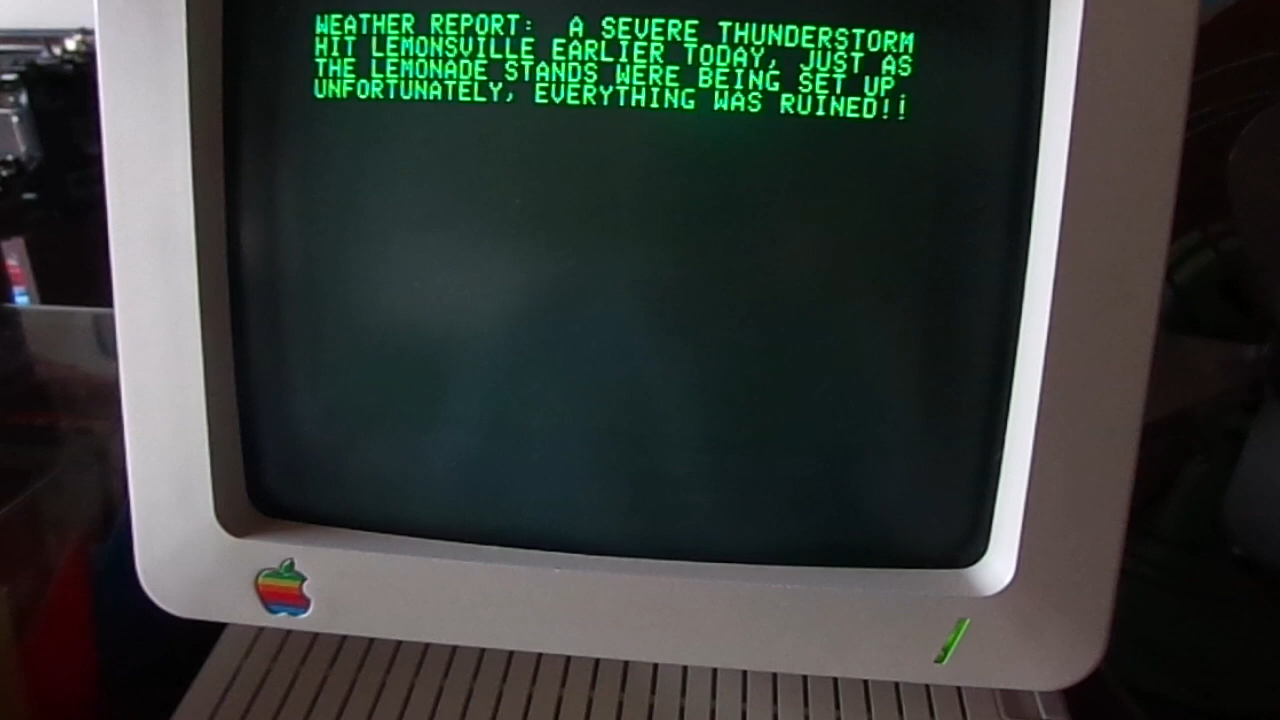 WEATHER REPORT:  A SEVERE THUNDERSTORM
HIT LEMONSVILLE EARLIER TODAY, JUST AS
THE LEMONADE STANDS WERE BEING SET UP
UNFORTUNATELY, EVERYTHING WAS RUINED!!